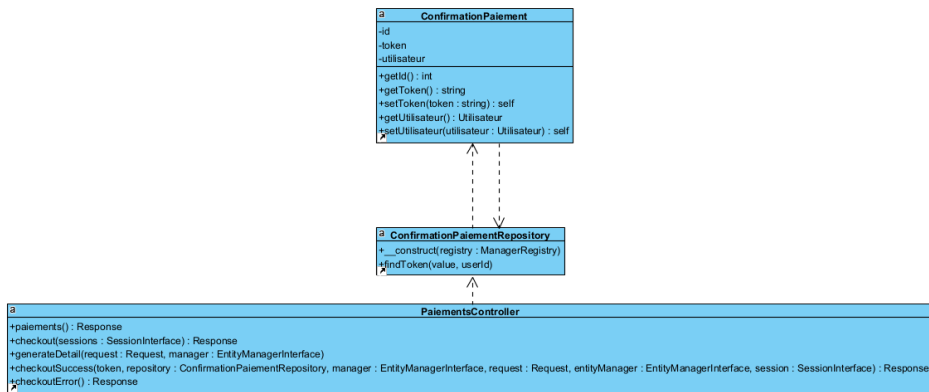 a
ConfirmationPaiement
-id
-token
-utilisateur
+getId() : int
+getToken() : string
+setToken(token : string) : self
+getUtilisateur() : Utilisateur
+setUtilisateur(utilisateur : Utilisateur) : self
a
ConfirmationPaiementRepository
+__construct(registry : ManagerRegistry)
+findToken(value, userId)
a
PaiementsController
+paiements() : Response
+checkout(sessions : SessionInterface) : Response
+generateDetail(request : Request, manager : EntityManagerInterface)
+checkoutSuccess(token, repository : ConfirmationPaiementRepository, manager : EntityManagerInterface, request : Request, entityManager : EntityManagerInterface, session : SessionInterface) : Response
+checkoutError() : Response